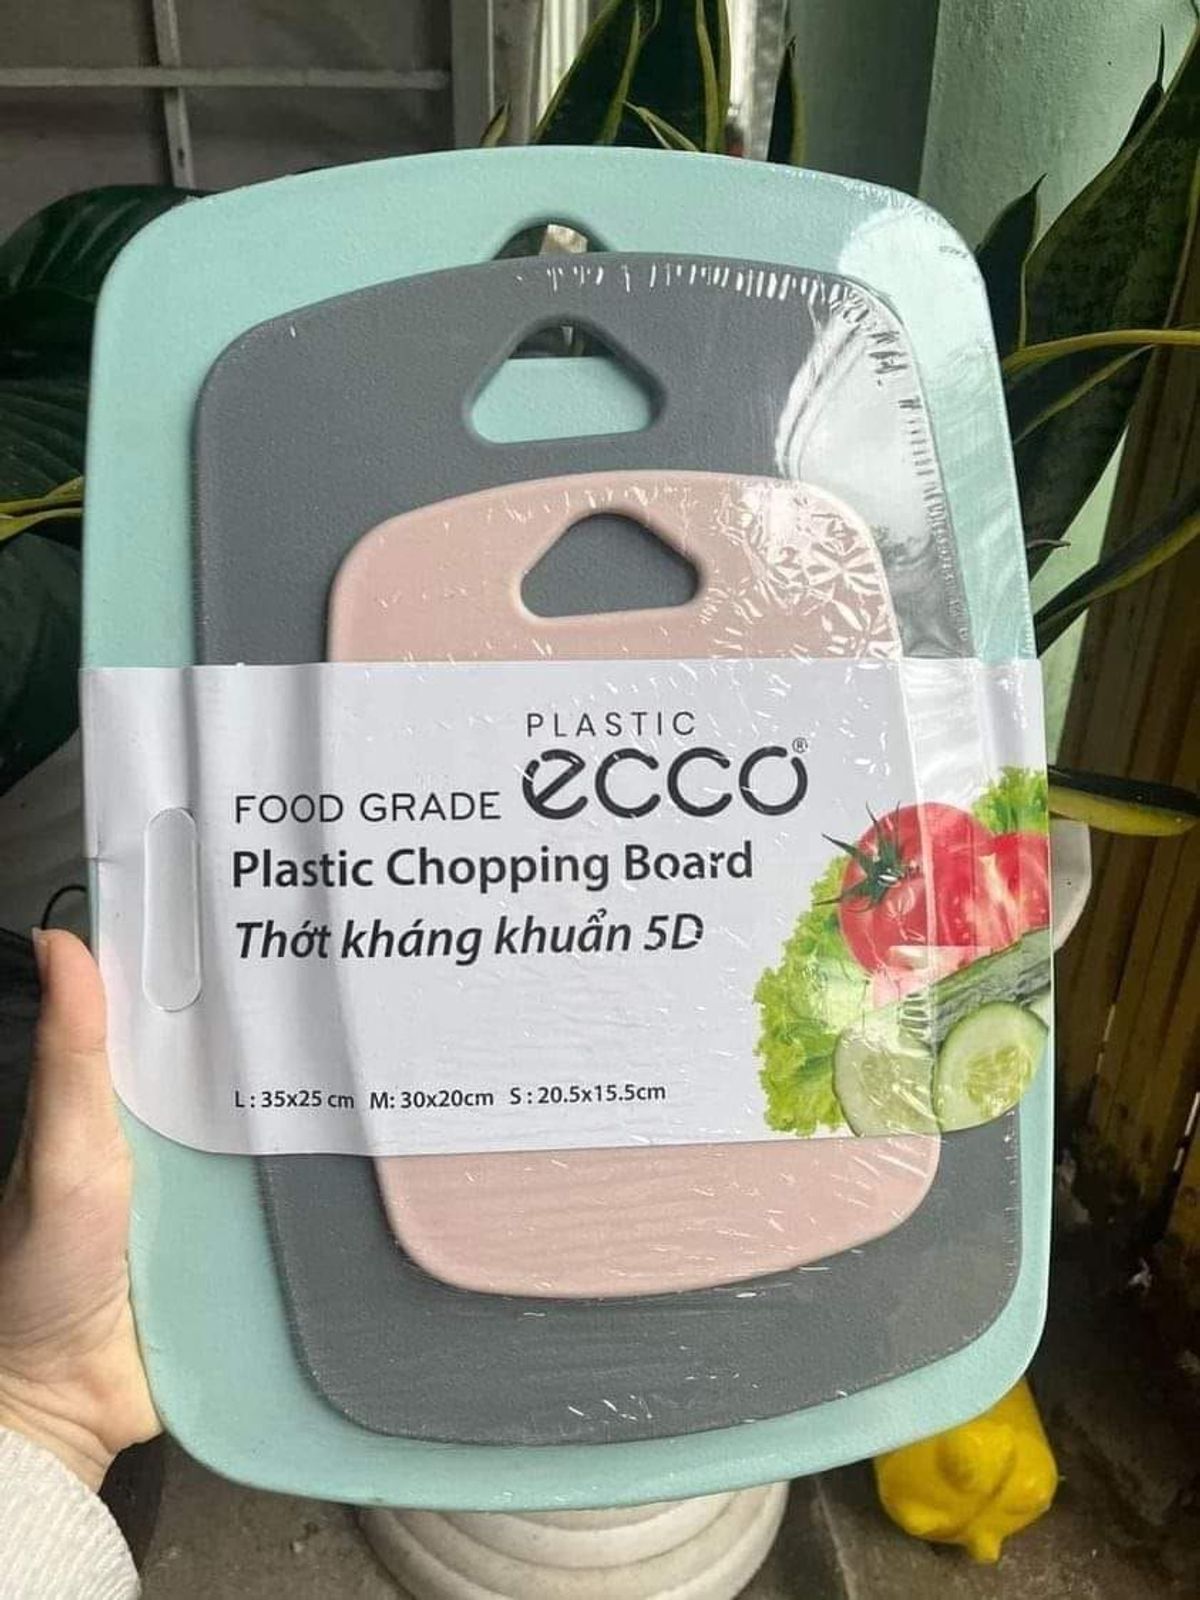 PLASTIC
FOOD GRADE ecco®
Plastic Chopping Board
Thớt kháng khuẩn 5D
L : 35x25 cm M: 30x20cm S : 20.5x15.5cm